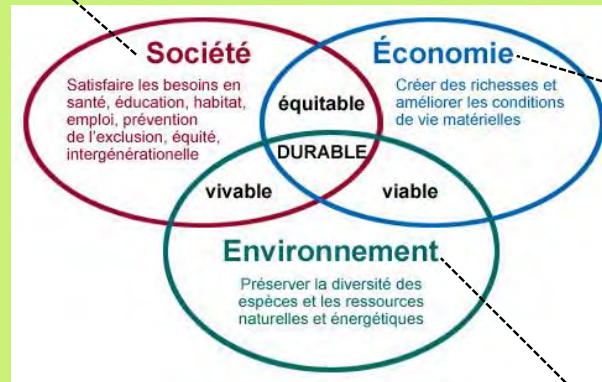 Société
Satisfaire les besoins en
santé, éducation, habitat,
emploi, prévention
de l'exclusion, équité,
intergénérationelle
Économie
Créer des richesses et
améliorer les conditions
de vie matérielles
équitable
DURABLE
vivable
viable
Environnement
Préserver la diversité des
espèces et les ressources
naturelles et énergétiques